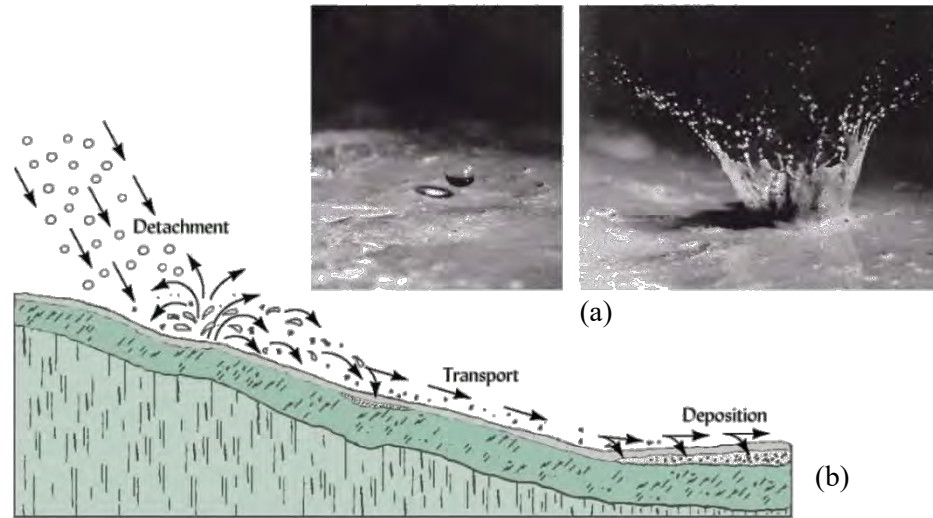 (a)
Detachment
Transport
Deposition
(b)